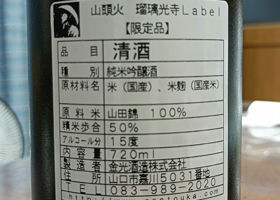 山頭火 瑠璃光寺Label
【限定品】
品目 清酒
種別 純米吟醸酒
原材料名 米(国産)、米麹(国産米)
原料米 山田錦 100%
精米歩合 50%
アルコール分 15度
内容量 720ml
製造業 金光酒造株式会社
住所 山口市嘉川5031番地
TEL 083-989-2020